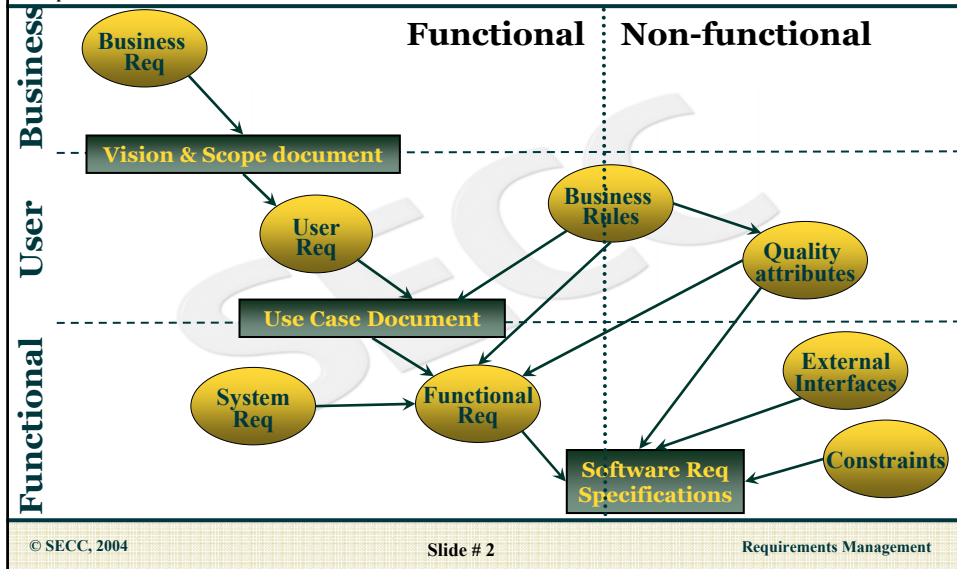 Functional
Non-functional
Business
Business
Req
Vision & Scope document
User
User
Req
Business
Rules
Quality
attributes
Use Case Document
Functional
System
Req
Functional
Req
External
Interfaces
Software Req
Specifications
Constraints
SECC
© SECC, 2004
Slide # 2
Requirements Management